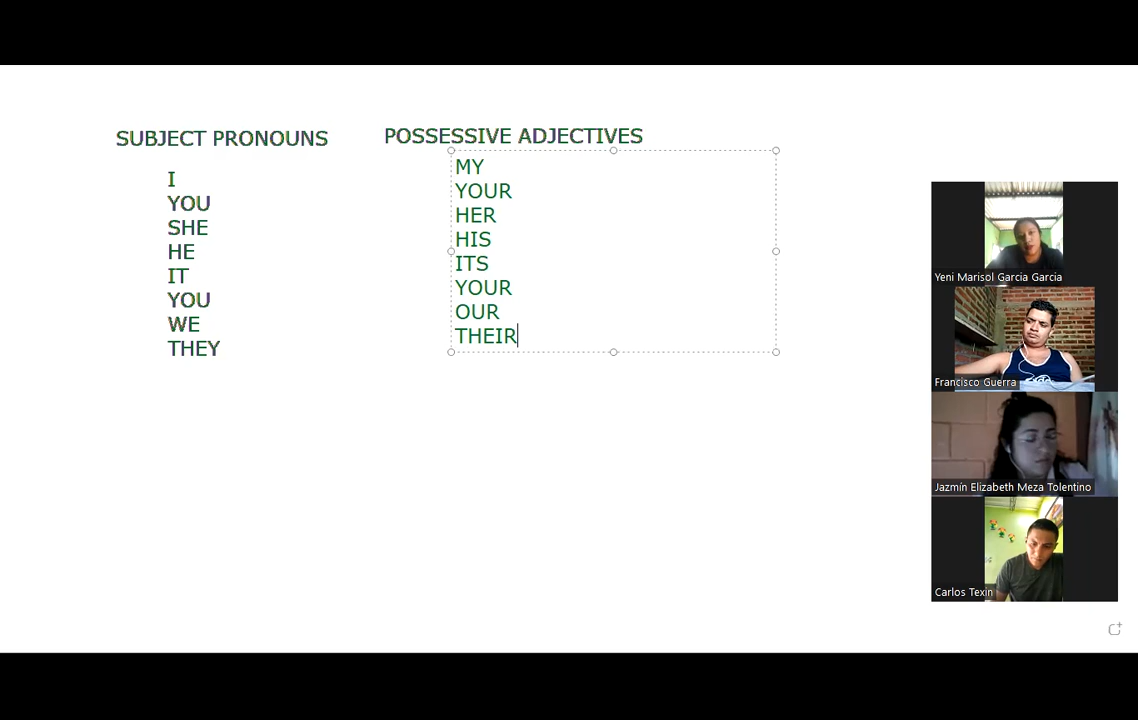 SUBJECT PRONOUNS
I
YOU
SHE
HE
IT
YOU
WE
THEY
POSSESSIVE ADJECTIVES
MY
YOUR
HER
HIS
ITS
YOUR
OUR
THEIR
Yeni Marisol Garcia Garcia
Francisco Guerra
Jazmín Elizabeth Meza Tolentino
Carlos Texin